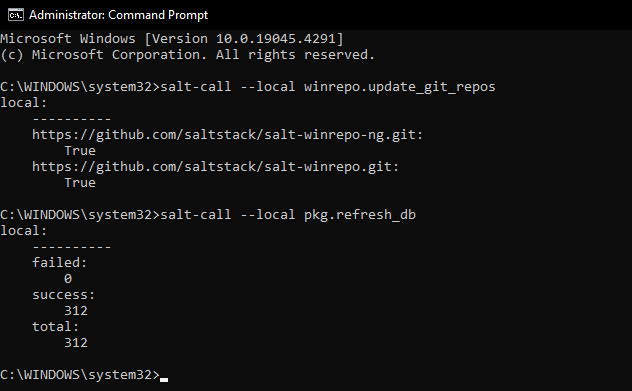 Administrator: Command Prompt
Microsoft Windows [Version 10.0.19045.4291]
(c) Microsoft Corporation. All rights reserved.
C:\WINDOWS\system32>salt-call --local winrepo.update_git_repos
local:
----------
https://github.com/saltstack/salt-winrepo-ng.git:
True
https://github.com/saltstack/salt-winrepo.git:
True
C:\WINDOWS\system32>salt-call --local pkg.refresh_db
local:
----------
failed:
0
success:
312
total:
312
C:\WINDOWS\system32>